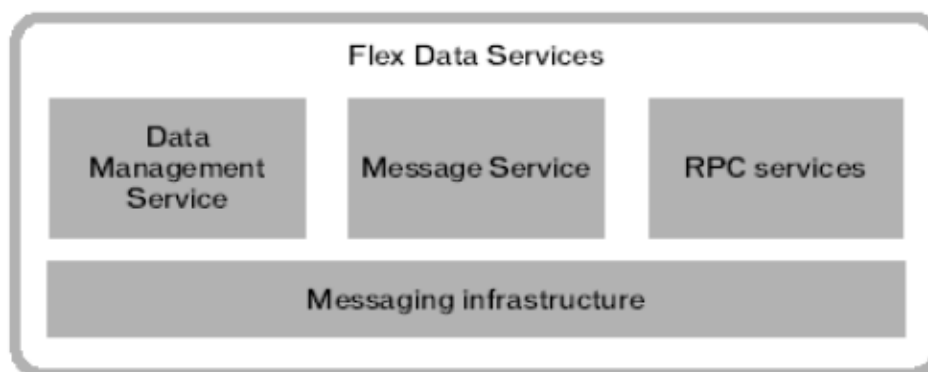 Flex Data Services
Data
Management
Service
Message Service
RPC services
Messaging infrastructure